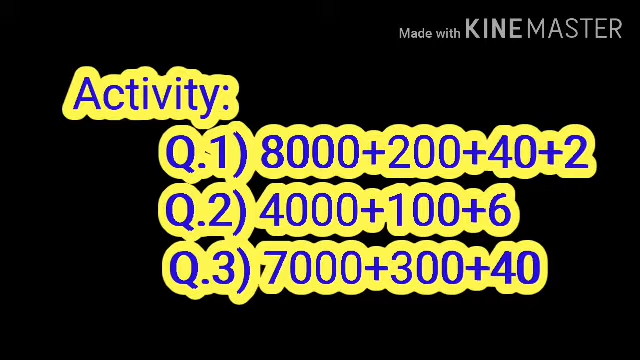 Made with KINEMASTER
Activity:
Q.1) 8000+200+40+2
Q.2) 4000+100+6
Q.3) 7000+300+40